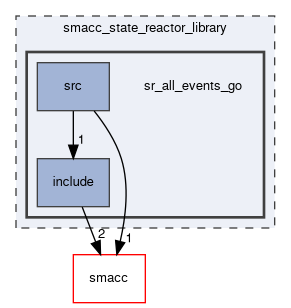 smacc_state_reactor_library
src
sr_all_events_go
1
include
2
1
smacc